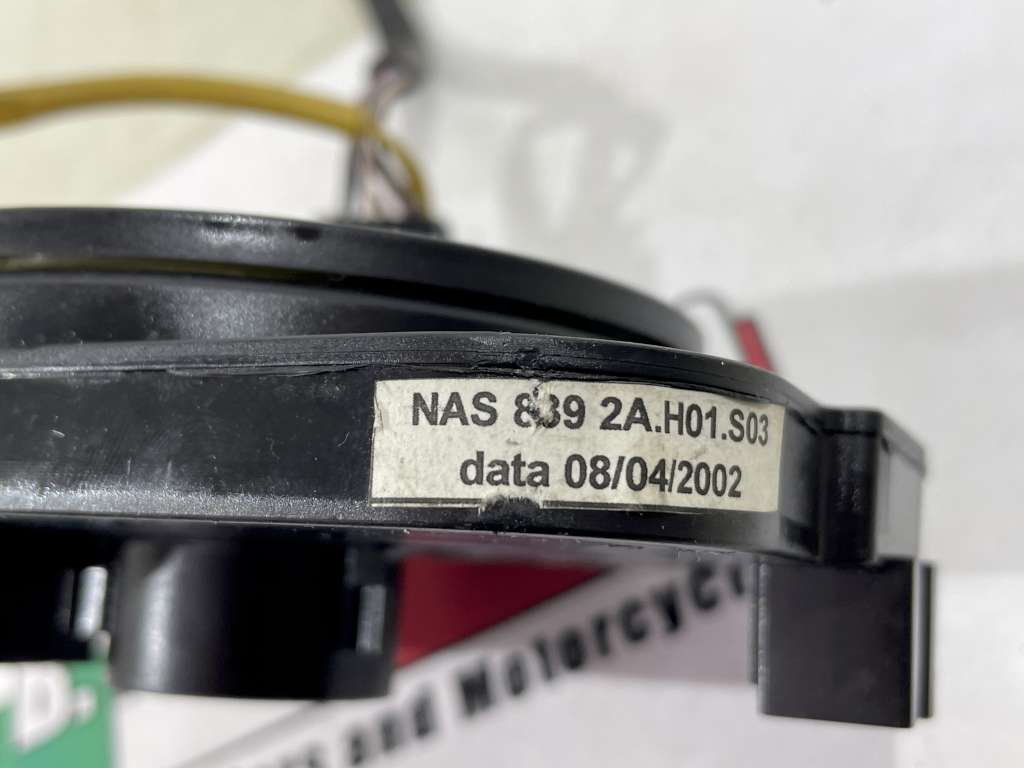 NAS 839 2A.H01.S03
data 08/04/2002
and Motorcyc